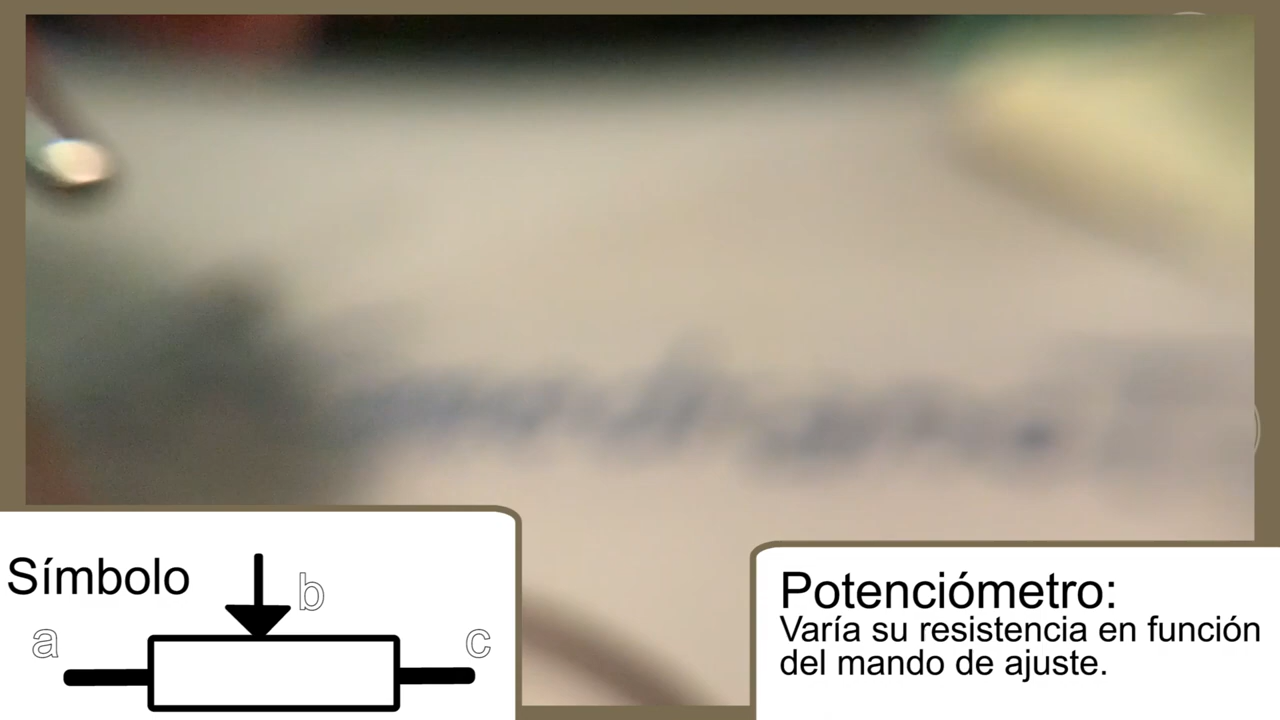 Símbolo
b
a
c
Potenciómetro:
Varía su resistencia en función
del mando de ajuste.